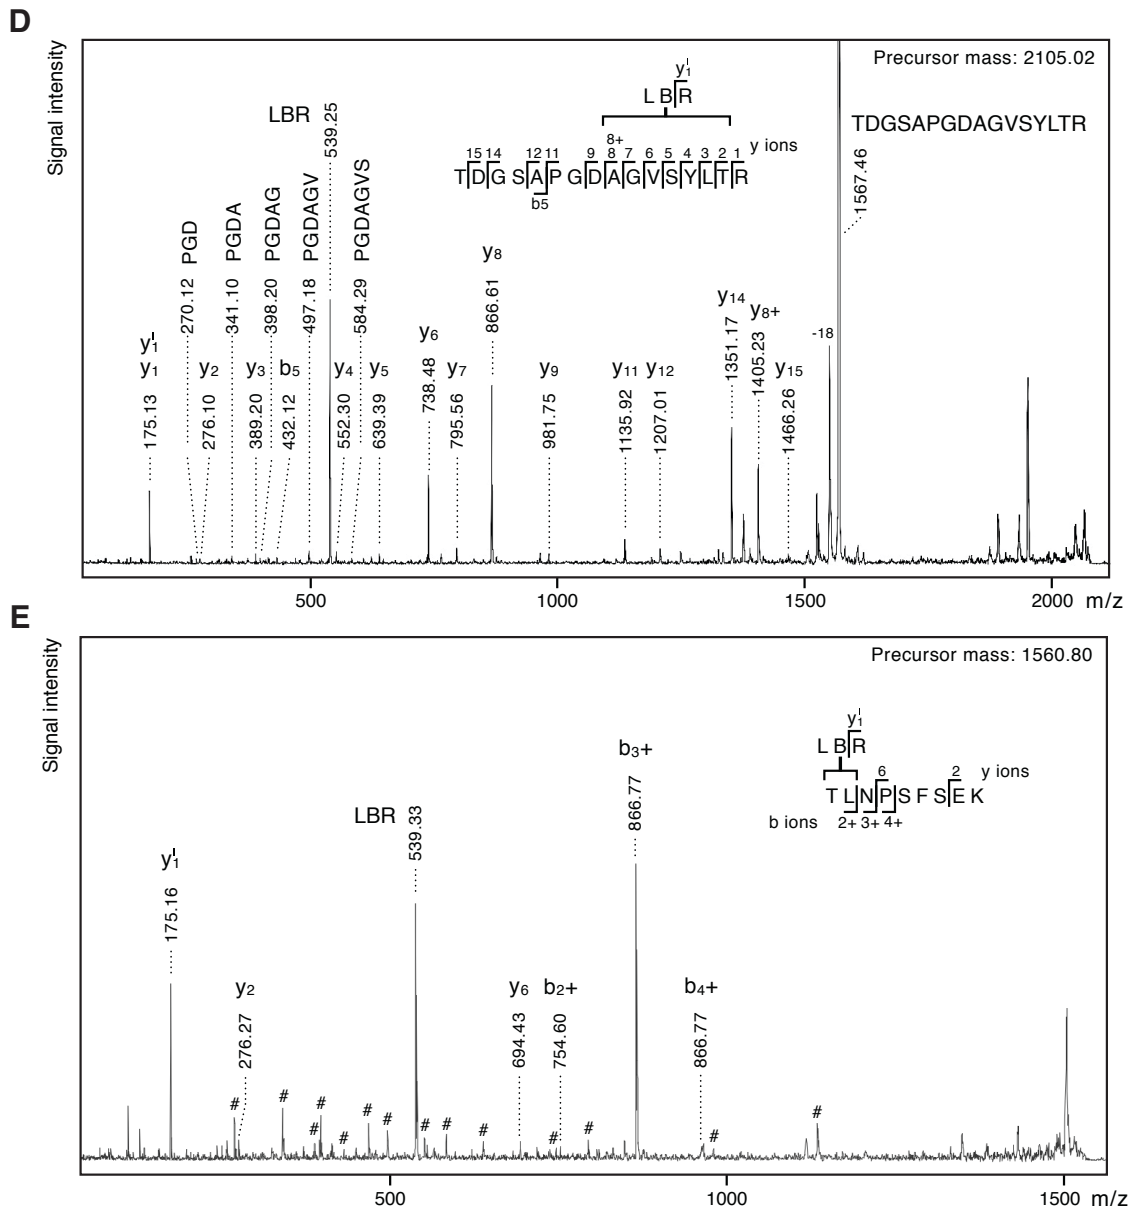 D
Signal intensity
Precursor mass: 2105.02
y'1
L B R
LBR
539.25
TDGSAPGDAGVSYLTR
8+
15 14 12 11 9 8 7 6 5 4 3 2 1 y ions
T D G S A P G D A G V S Y L T R
b5
1567.46
PGD
270.12
PGDA
341.10
PGDAG
398.20
PGDAGV
497.18
PGDAGVS
584.29
y8
866.61
y14
1351.17
y8+
1405.23
-18
y'1
y1
175.13
y2
276.10
y3
389.20
b5
432.12
y4
552.30
y5
639.39
y6
738.48
y7
795.56
y9
981.75
y11
1135.92
y12
1207.01
y15
1466.26
500 1000 1500 2000 m/z
E
Signal intensity
Precursor mass: 1560.80
y'1
L B R
6 2 y ions
T L N P S F S E K
b ions 2+ 3+ 4+
b3+
866.77
LBR
539.33
y'1
175.16
y2
276.27
y6
694.43
b2+
754.60
b4+
866.77
# # # # # # # # # # # # # #
500 1000 1500 m/z